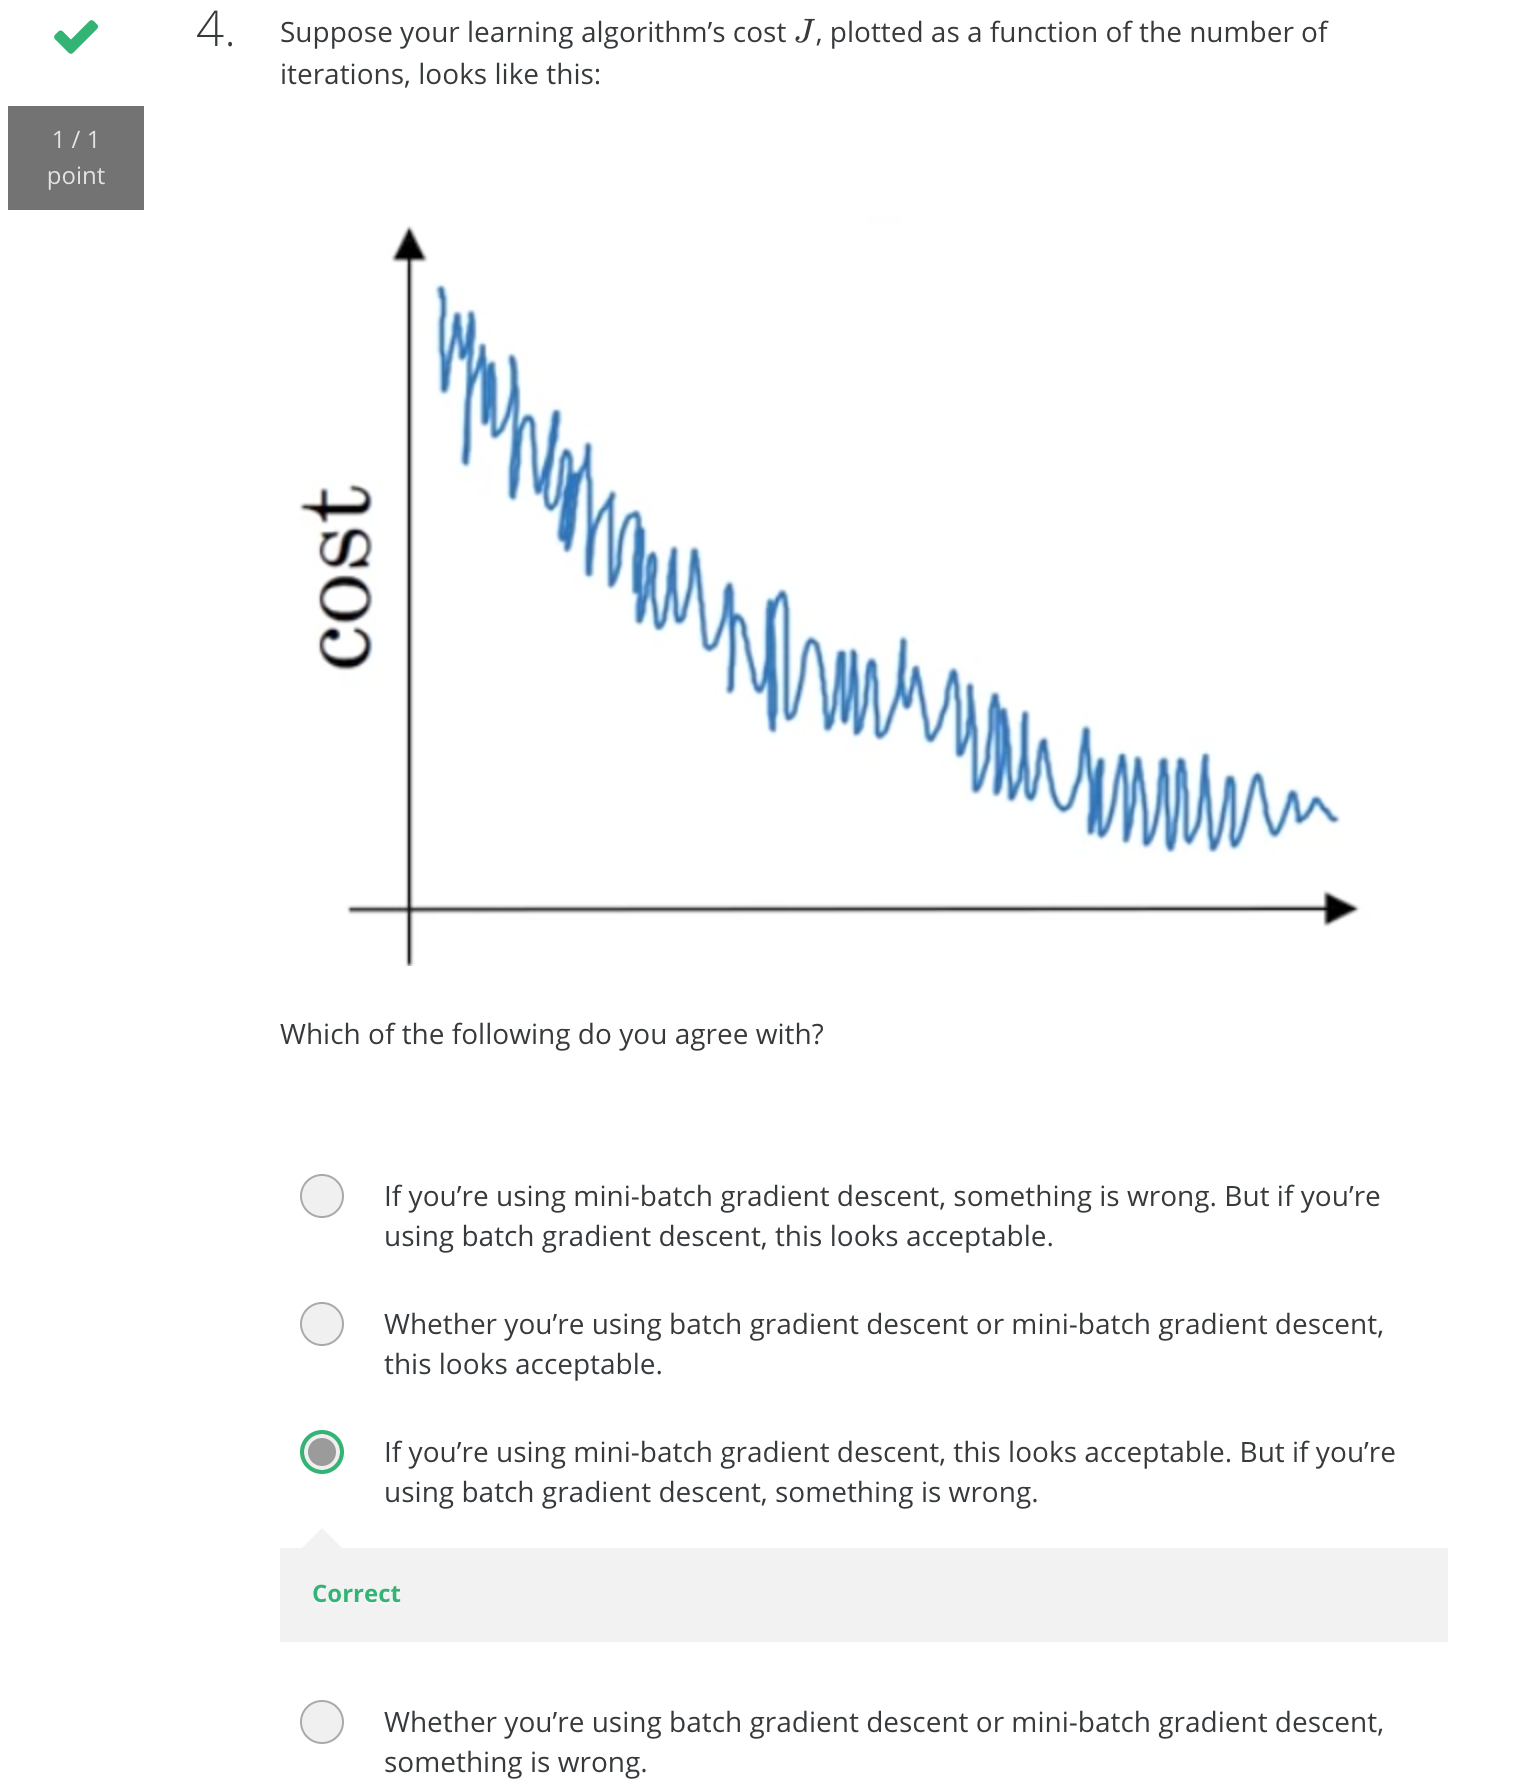 4.
Suppose your learning algorithm’s cost J, plotted as a function of the number of
iterations, looks like this:
1 / 1
point
cost
Which of the following do you agree with?
If you’re using mini-batch gradient descent, something is wrong. But if you’re
using batch gradient descent, this looks acceptable.
Whether you’re using batch gradient descent or mini-batch gradient descent,
this looks acceptable.
If you’re using mini-batch gradient descent, this looks acceptable. But if you’re
using batch gradient descent, something is wrong.
Correct
Whether you’re using batch gradient descent or mini-batch gradient descent,
something is wrong.